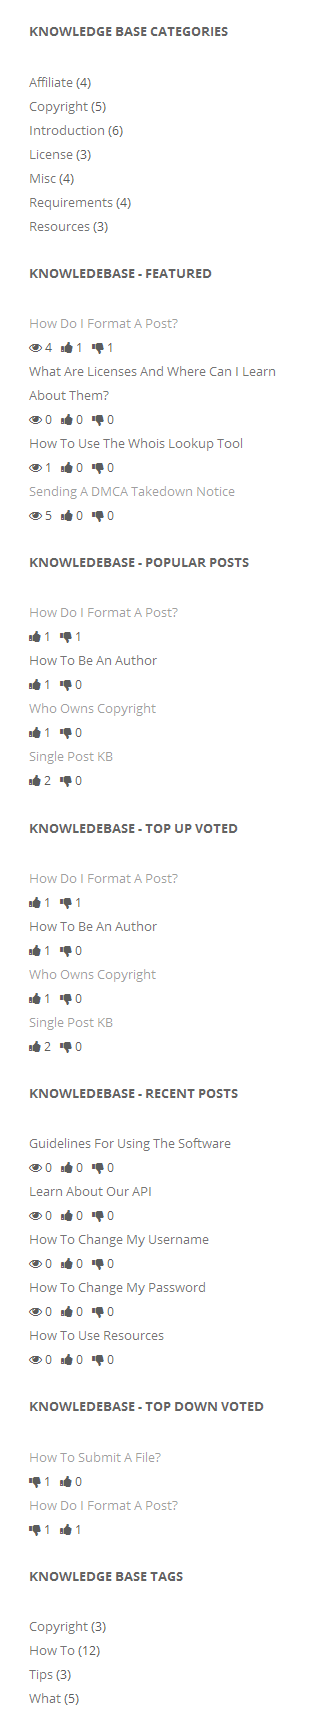 KNOWLEDGE BASE CATEGORIES
Affiliate (4)
Copyright (5)
Introduction (6)
License (3)
Misc (4)
Requirements (4)
Resources (3)
KNOWLEDEBASE - FEATURED
How Do I Format A Post?
4 1 1
What Are Licenses And Where Can I Learn
About Them?
0 0 0
How To Use The Whois Lookup Tool
1 0 0
Sending A DMCA Takedown Notice
5 0 0
KNOWLEDEBASE - POPULAR POSTS
How Do I Format A Post?
1 1
How To Be An Author
1 0
Who Owns Copyright
1 0
Single Post KB
2 0
KNOWLEDEBASE - TOP UP VOTED
How Do I Format A Post?
1 1
How To Be An Author
1 0
Who Owns Copyright
1 0
Single Post KB
2 0
KNOWLEDEBASE - RECENT POSTS
Guidelines For Using The Software
0 0 0
Learn About Our API
0 0 0
How To Change My Username
0 0 0
How To Change My Password
0 0 0
How To Use Resources
0 0 0
KNOWLEDEBASE - TOP DOWN VOTED
How To Submit A File?
1 0
How Do I Format A Post?
1 1
KNOWLEDGE BASE TAGS
Copyright (3)
How To (12)
Tips (3)
What (5)